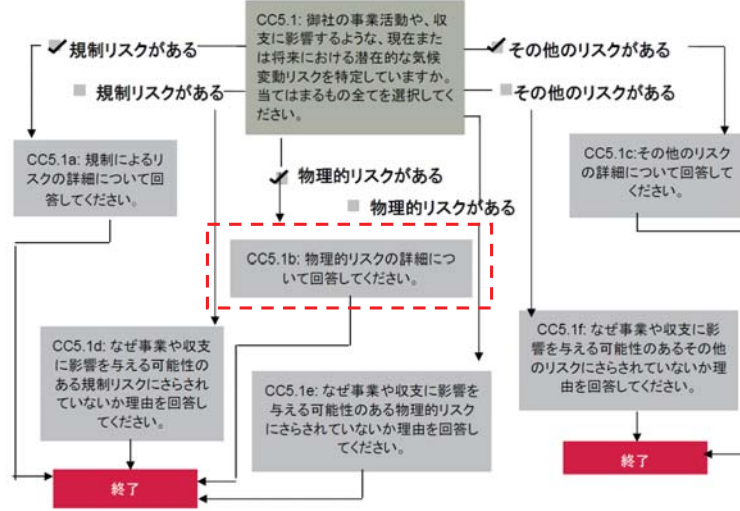 CC5.1: 御社の事業活動や、収
支に影響するような、現在また
は将来における潜在的な気候
変動リスクを特定していますか。
当てはまるもの全てを選択してく
ださい。
規制リスクがある
その他のリスクがある
規制リスクがある
その他のリスクがある
CC5.1a: 規制によるリ
スクの詳細について回
答してください。
CC5.1c:その他のリスク
の詳細について回答して
ください。
物理的リスクがある
物理的リスクがある
CC5.1b: 物理的リスクの詳細につ
いて回答してください。
CC5.1d: なぜ事業や収支
に影響を与える可能性の
ある規制リスクにさらされ
ていないか理由を回答し
てください。
CC5.1e: なぜ事業や収支に影響を
与える可能性のある物理的リスク
にさらされていないか理由を回答し
てください。
CC5.1f: なぜ事業や収支に影
響を与える可能性のあるその他
のリスクにさらされていないか理
由を回答してください。
終了
終了